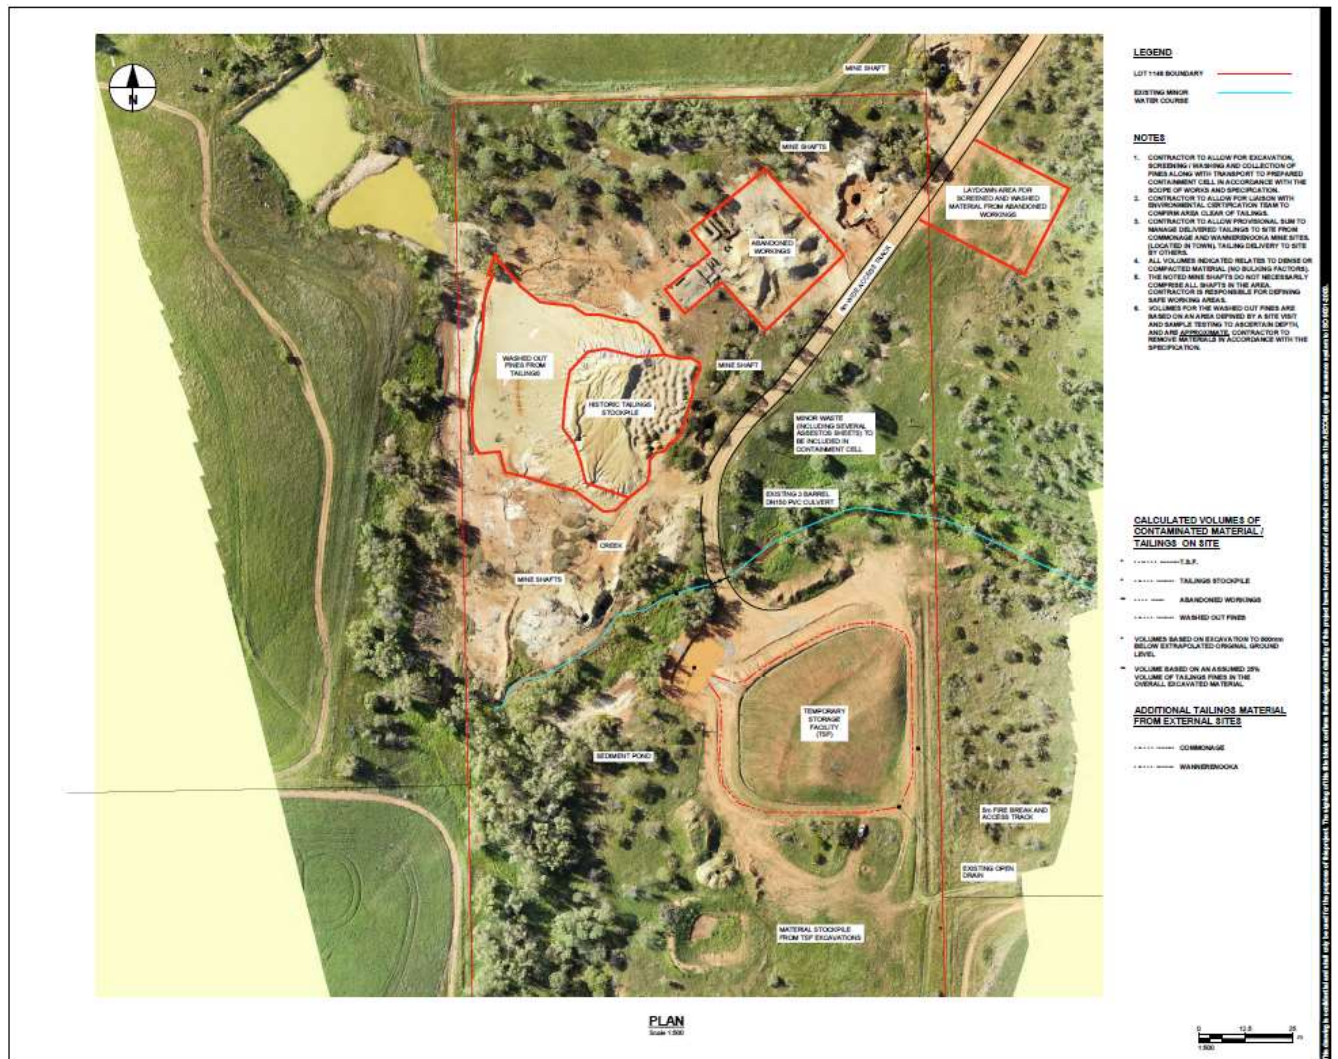 N
MINE SHAFT
MINE SHAFTS
LAYDOWN AREA FOR
SCREENED AND WASHED
MATERIAL FROM ABANDONED
WORKINGS
ABANDONED
WORKINGS
WIDE ACCESS TRACK
WASHED OUT
FINES FROM
TAILINGS
HISTORIC TAILINGS
STOCKPILE
MINE SHAFT
MINOR WASTE
(INCLUDING SEVERAL
ASBESTOS SHEETS) TO
BE INCLUDED IN
CONTAINMENT CELL
EXISTING 3 BARREL
DN150 PVC CULVERT
CREEK
MINE SHAFTS
TEMPORARY
STORAGE
FACILITY
(TSF)
SEDIMENT POND
5m FIRE BREAK AND
ACCESS TRACK
EXISTING OPEN
DRAIN
MATERIAL STOCKPILE
FROM TSF EXCAVATIONS
PLAN
Scale 1:500
LEGEND
LOT 1148 BOUNDARY
EXISTING MINOR
WATER COURSE
NOTES
1. CONTRACTOR TO ALLOW FOR EXCAVATION,
SCREENING / WASHING AND COLLECTION OF
FINES ALONG WITH TRANSPORT TO PREPARED
CONTAINMENT CELL IN ACCORDANCE WITH THE
SCOPE OF WORKS AND SPECIFICATION.
2. CONTRACTOR TO ALLOW FOR LIAISON WITH
ENVIRONMENTAL CERTIFICATION TEAM TO
CONFIRM AREA CLEAR OF TAILINGS.
3. CONTRACTOR TO ALLOW PROVISIONAL SUM TO
MANAGE DELIVERED TAILINGS TO SITE FROM
COMMONAGE AND WANNERENOOKA MINE SITES.
(LOCATED IN TOWN). TAILING DELIVERY TO SITE
BY OTHERS.
4. ALL VOLUMES INDICATED RELATES TO DENSE OR
COMPACTED MATERIAL (NO BULKING FACTORS).
5. THE NOTED MINE SHAFTS DO NOT NECESSARILY
COMPRISE ALL SHAFTS IN THE AREA.
CONTRACTOR IS RESPONSIBLE FOR DEFINING
SAFE WORKING AREAS.
6. VOLUMES FOR THE WASHED OUT FINES ARE
BASED ON AN AREA DEFINED BY A SITE VISIT
AND SAMPLE TESTING TO ASCERTAIN DEPTH,
AND ARE APPROXIMATE. CONTRACTOR TO
REMOVE MATERIALS IN ACCORDANCE WITH THE
SPECIFICATION.
CALCULATED VOLUMES OF
CONTAMINATED MATERIAL /
TAILINGS ON SITE
* T.S.F.
* TAILINGS STOCKPILE
** ABANDONED WORKINGS
WASHED OUT FINES
* VOLUMES BASED ON EXCAVATION TO
BELOW EXTRAPOLATED ORIGINAL GROUND
LEVEL
** VOLUME BASED ON AN ASSUMED 25%
VOLUME OF TAILINGS FINES IN THE
OVERALL EXCAVATED MATERIAL
ADDITIONAL TAILINGS MATERIAL
FROM EXTERNAL SITES
COMMONAGE
WANNERENOOKA
0 12.5 25
m
1:500